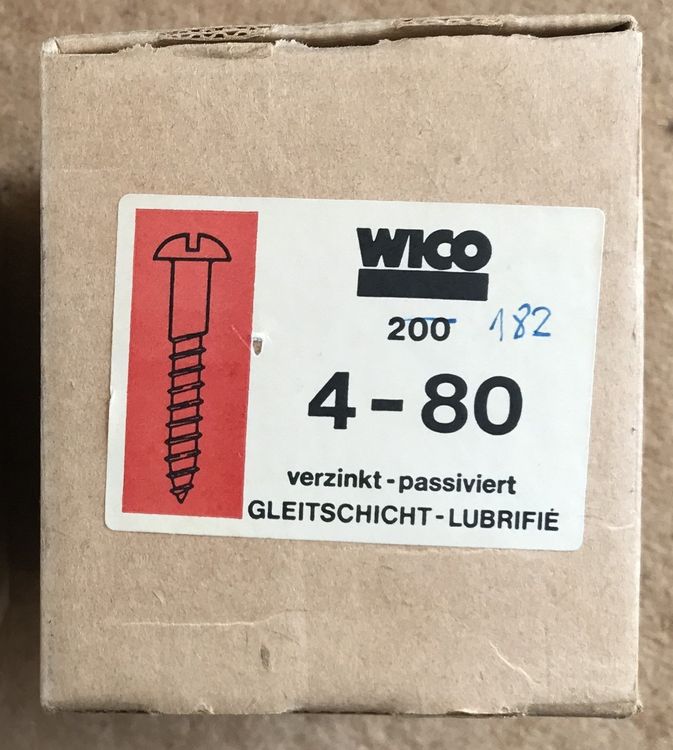 WICO
200 182
4-80
verzinkt-passiviert
GLEITSCHICHT-LUBRIFIÉ